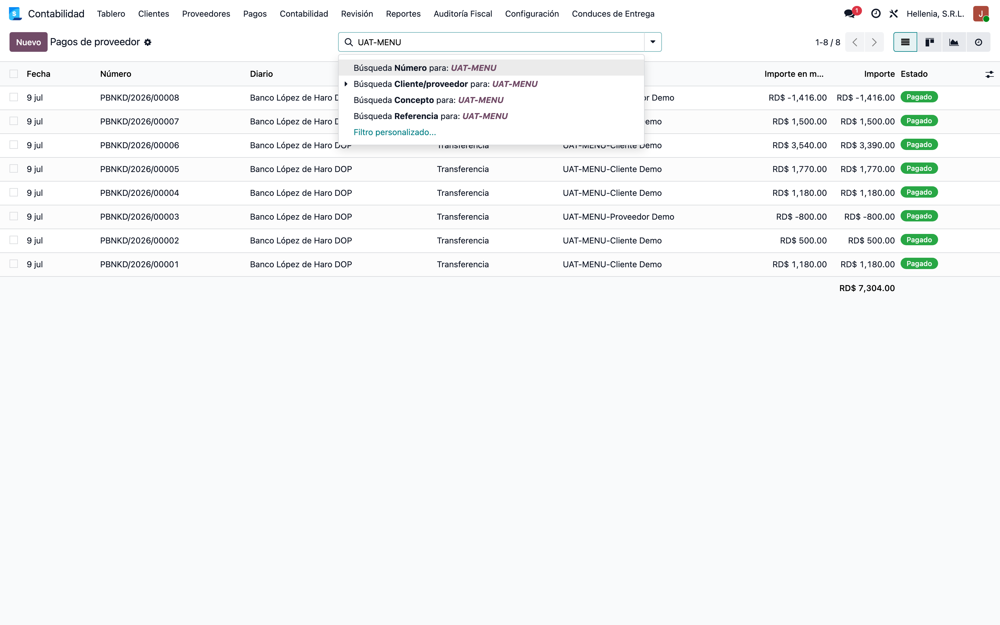 Contabilidad Tablero Clientes Proveedores Pagos Contabilidad Revisión Reportes Auditoría Fiscal Configuración Conduces de Entrega 1 Hellenia, S.R.L. J
Nuevo Pagos de proveedor UAT-MENU 1-8 / 8
Búsqueda Número para: UAT-MENU
Búsqueda Cliente/proveedor para: UAT-MENU
Búsqueda Concepto para: UAT-MENU
Búsqueda Referencia para: UAT-MENU
Filtro personalizado...
Fecha Número Diario Importe en m... Importe Estado
9 jul PBNKD/2026/00008 Banco López de Haro RD$ -1,416.00 RD$ -1,416.00 Pagado
9 jul PBNKD/2026/00007 Banco López de Haro RD$ 1,500.00 RD$ 1,500.00 Pagado
9 jul PBNKD/2026/00006 Banco López de Haro DOP Transferencia UAT-MENU-Cliente Demo RD$ 3,540.00 RD$ 3,390.00 Pagado
9 jul PBNKD/2026/00005 Banco López de Haro DOP Transferencia UAT-MENU-Cliente Demo RD$ 1,770.00 RD$ 1,770.00 Pagado
9 jul PBNKD/2026/00004 Banco López de Haro DOP Transferencia UAT-MENU-Cliente Demo RD$ 1,180.00 RD$ 1,180.00 Pagado
9 jul PBNKD/2026/00003 Banco López de Haro DOP Transferencia UAT-MENU-Proveedor Demo RD$ -800.00 RD$ -800.00 Pagado
9 jul PBNKD/2026/00002 Banco López de Haro DOP Transferencia UAT-MENU-Cliente Demo RD$ 500.00 RD$ 500.00 Pagado
9 jul PBNKD/2026/00001 Banco López de Haro DOP Transferencia UAT-MENU-Cliente Demo RD$ 1,180.00 RD$ 1,180.00 Pagado
RD$ 7,304.00